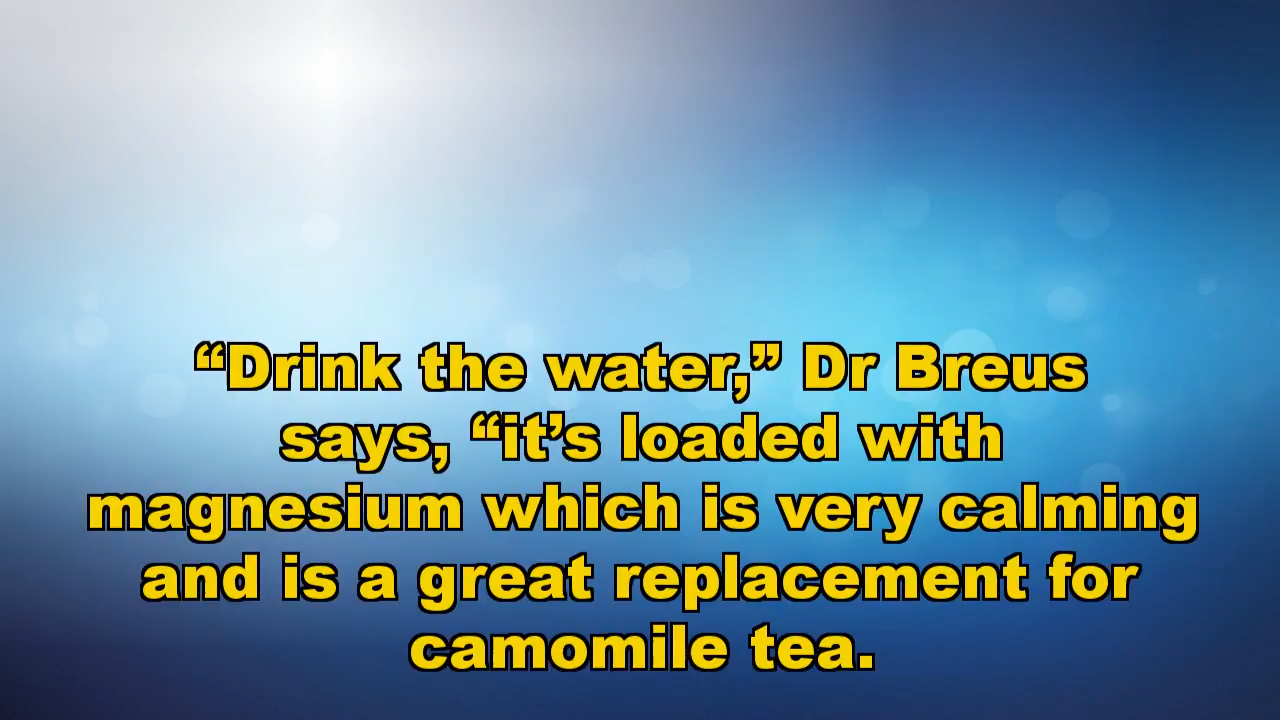 “Drink the water,” Dr Breus
says, “it’s loaded with
magnesium which is very calming
and is a great replacement for
camomile tea.